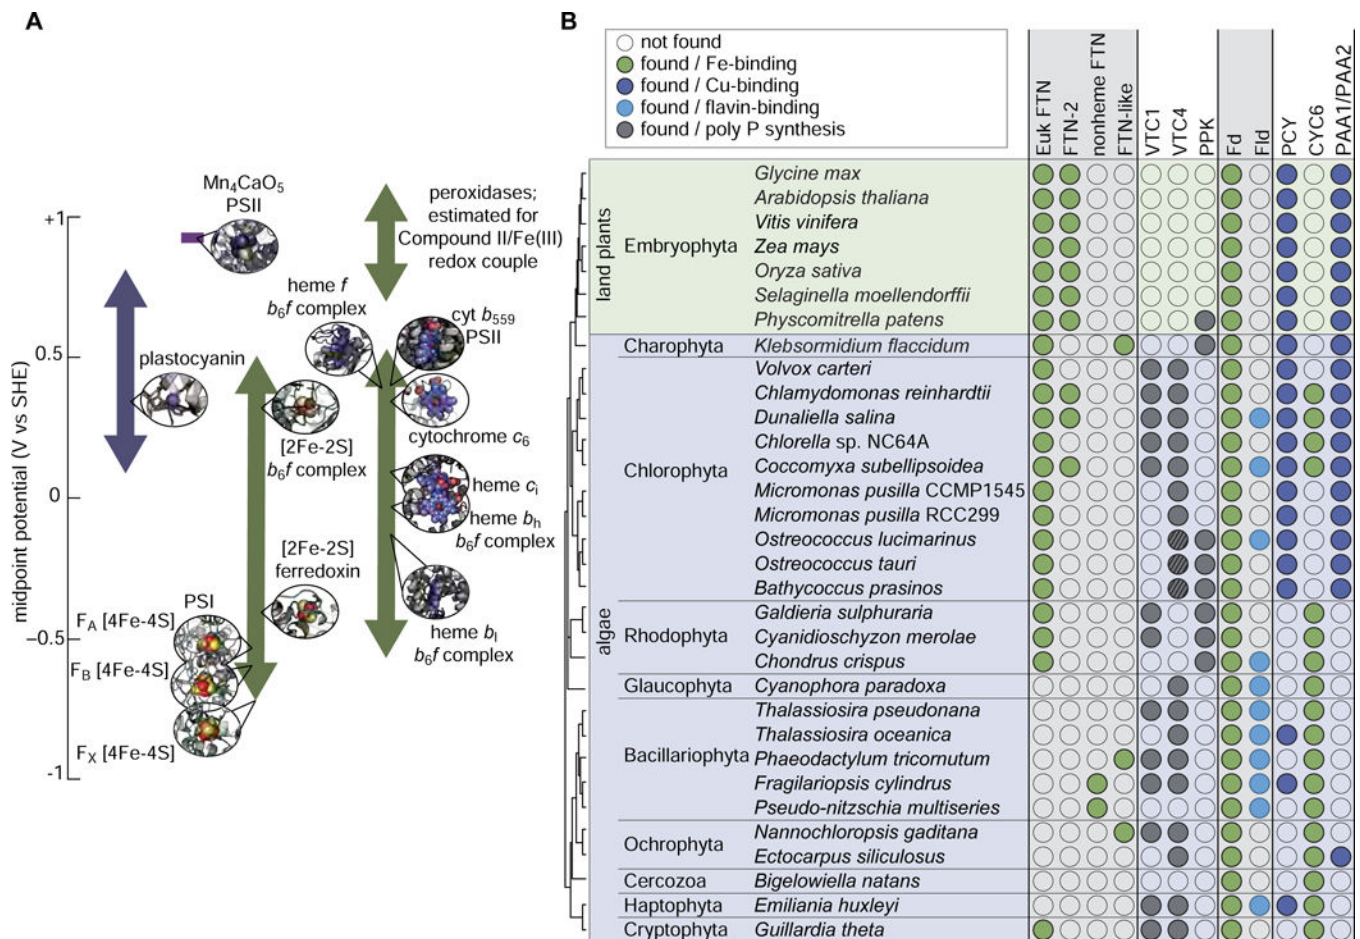 A
Mn4CaO5
PSII
peroxidases;
estimated for
Compound II/Fe(III)
redox couple
+1
0.5
0
−0.5
-1
midpoint potential (V vs SHE)
plastocyanin
heme f
b6f complex
cyt b559
PSII
[2Fe-2S]
b6f complex
cytochrome c6
heme ci
heme bh
b6f complex
[2Fe-2S]
ferredoxin
heme bl
b6f complex
PSI
FA [4Fe-4S]
FB [4Fe-4S]
FX [4Fe-4S]
B
not found
found / Fe-binding
found / Cu-binding
found / flavin-binding
found / poly P synthesis
Euk FTN
FTN-2
nonheme FTN
FTN-like
VTC1
VTC4
PPK
Fd
Fld
PCY
CYC6
PAA1/PAA2
land plants
Embryophyta
Glycine max
Arabidopsis thaliana
Vitis vinifera
Zea mays
Oryza sativa
Selaginella moellendorffii
Physcomitrella patens
algae
Charophyta
Klebsormidium flaccidum
Chlorophyta
Volvox carteri
Chlamydomonas reinhardtii
Dunaliella salina
Chlorella sp. NC64A
Coccomyxa subellipsoidea
Micromonas pusilla CCMP1545
Micromonas pusilla RCC299
Ostreococcus lucimarinus
Ostreococcus tauri
Bathycoccus prasinos
Rhodophyta
Galdieria sulphuraria
Cyanidioschyzon merolae
Chondrus crispus
Glaucophyta
Cyanophora paradoxa
Bacillariophyta
Thalassiosira pseudonana
Thalassiosira oceanica
Phaeodactylum tricornutum
Fragilariopsis cylindrus
Pseudo-nitzschia multiseries
Ochrophyta
Nannochloropsis gaditana
Ectocarpus siliculosus
Cercozoa
Bigelowiella natans
Haptophyta
Emiliania huxleyi
Cryptophyta
Guillardia theta